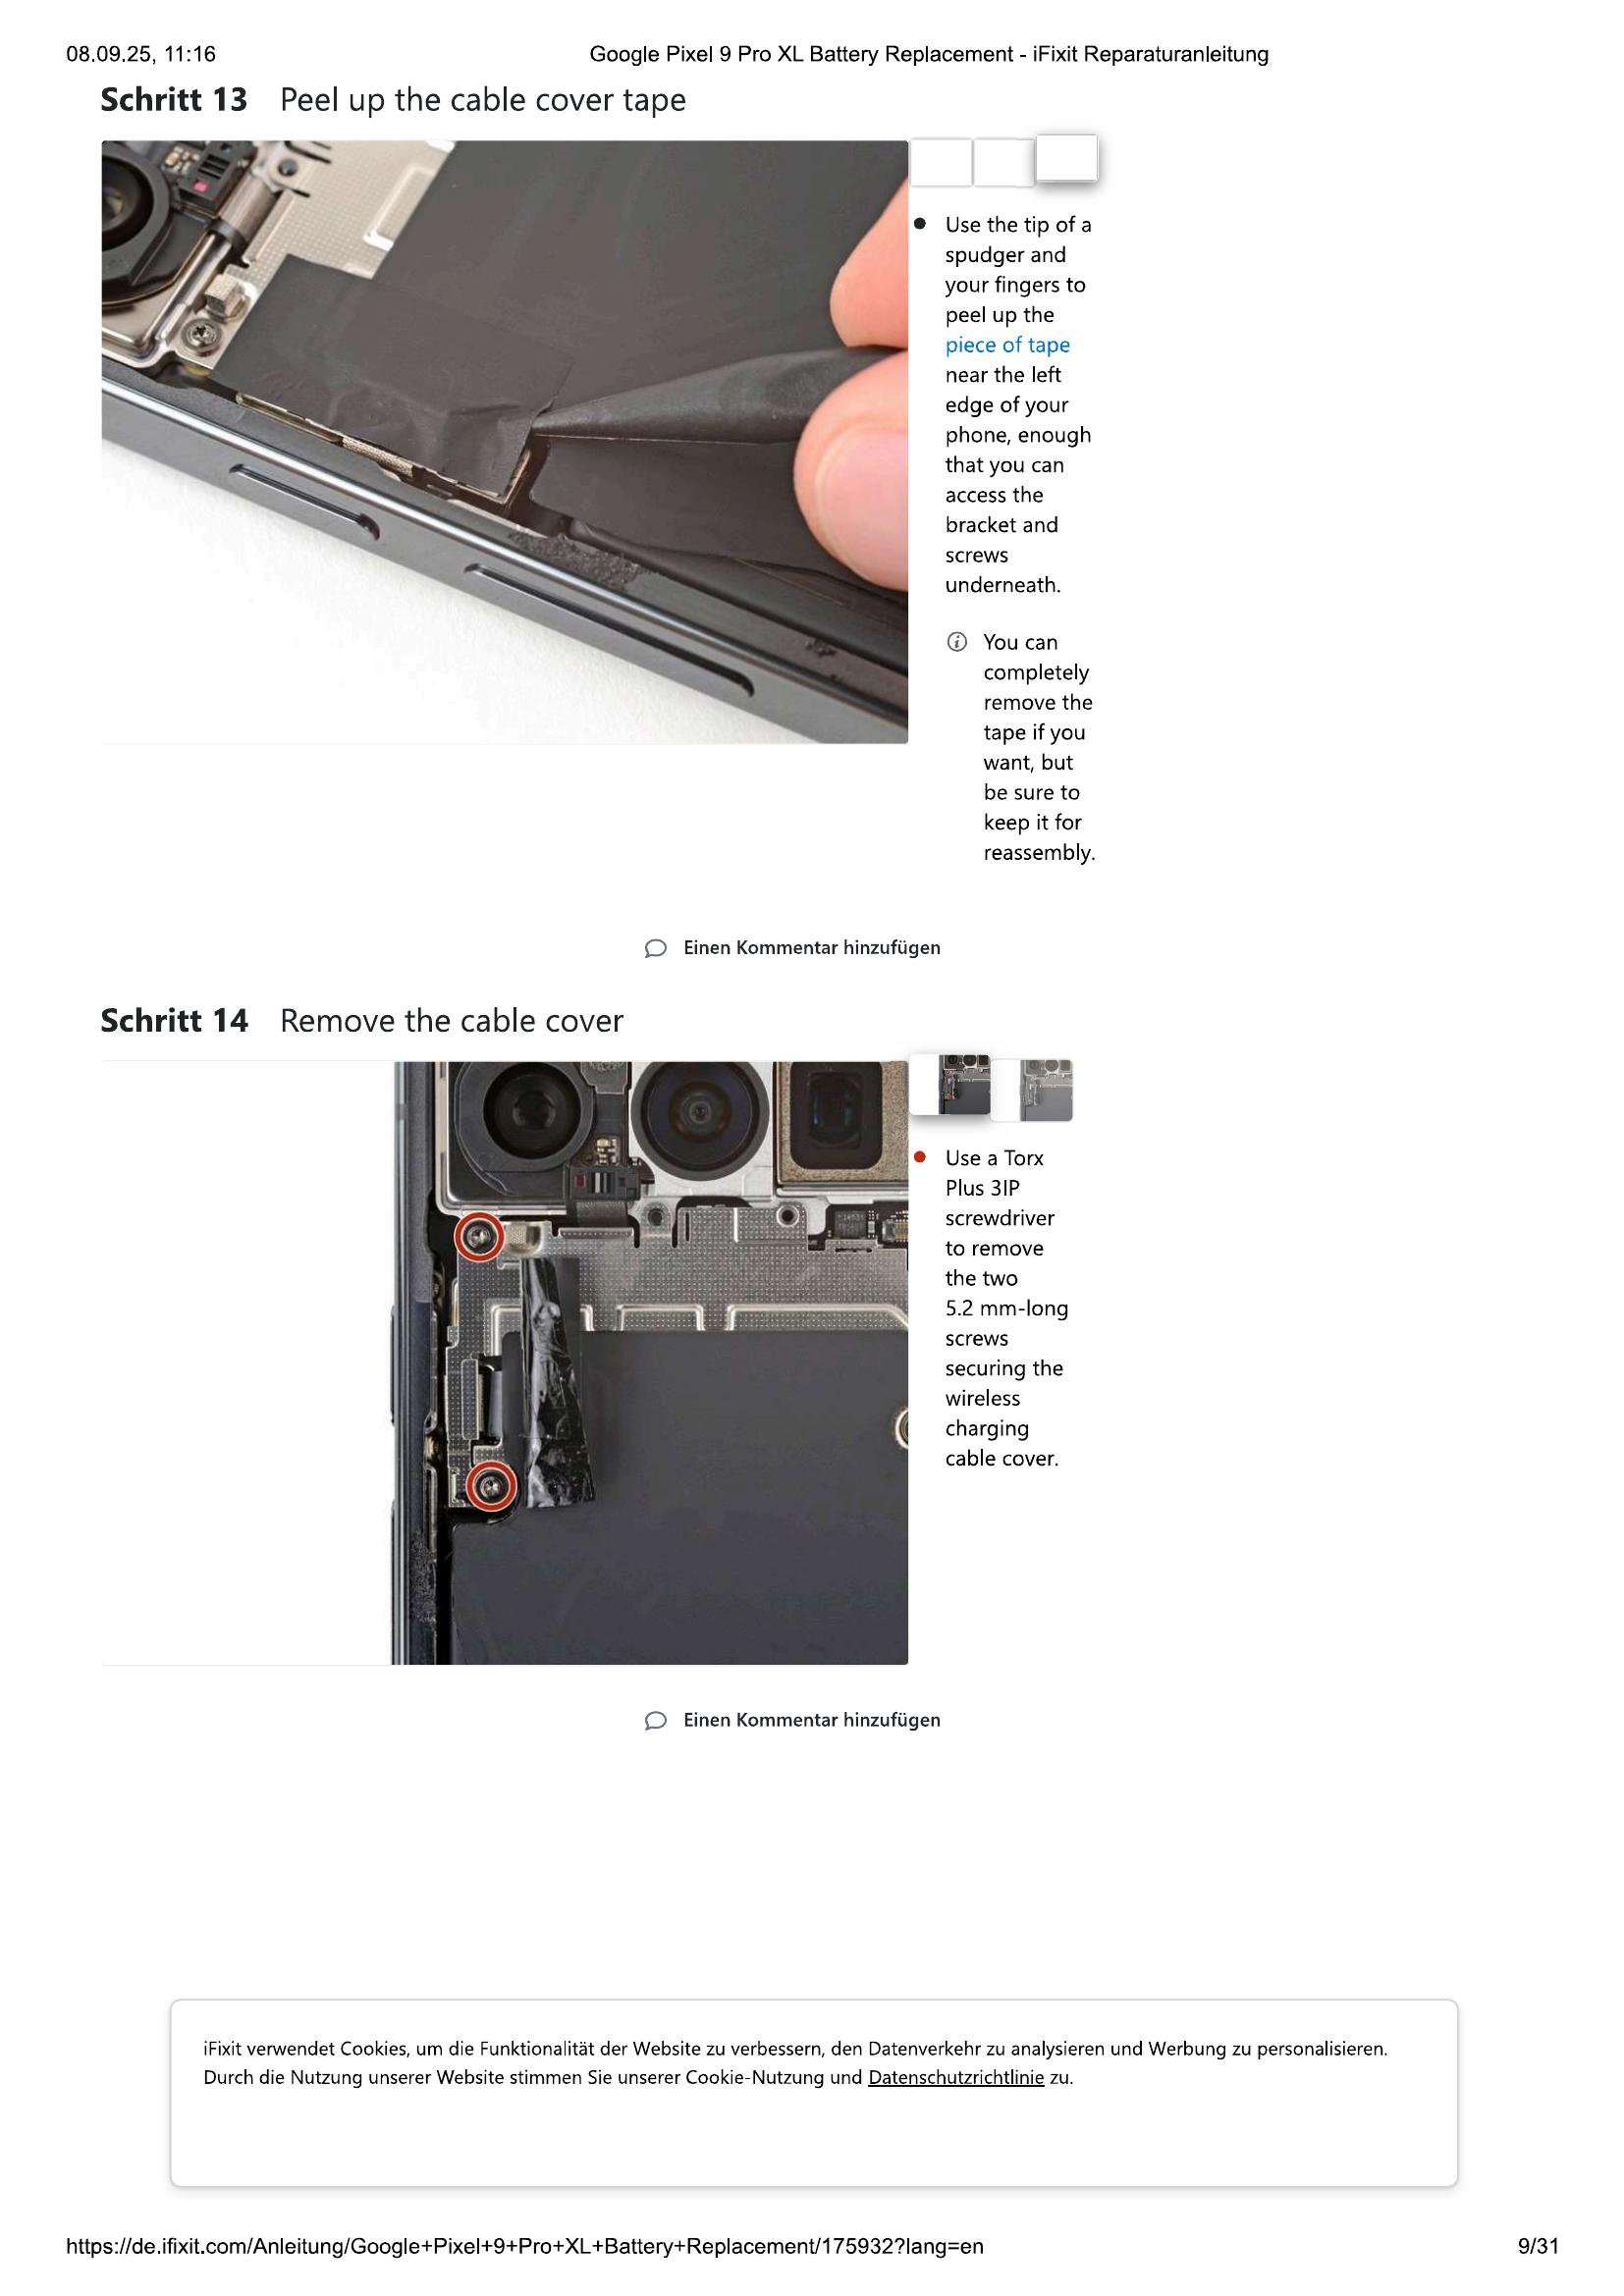 08.09.25, 11:16
Google Pixel 9 Pro XL Battery Replacement - iFixit Reparaturanleitung
Schritt 13 Peel up the cable cover tape
Use the tip of a
spudger and
your fingers to
peel up the
piece of tape
near the left
edge of your
phone, enough
that you can
access the
bracket and
screws
underneath.
You can
completely
remove the
tape if you
want, but
be sure to
keep it for
reassembly.
Einen Kommentar hinzufügen
Schritt 14 Remove the cable cover
Use a Torx
Plus 3IP
screwdriver
to remove
the two
5.2 mm-long
screws
securing the
wireless
charging
cable cover.
Einen Kommentar hinzufügen
iFixit verwendet Cookies, um die Funktionalität der Website zu verbessern, den Datenverkehr zu analysieren und Werbung zu personalisieren.
Durch die Nutzung unserer Website stimmen Sie unserer Cookie-Nutzung und Datenschutzrichtlinie zu.
https://de.ifixit.com/Anleitung/Google+Pixel+9+Pro+XL+Battery+Replacement/175932?lang=en
9/31